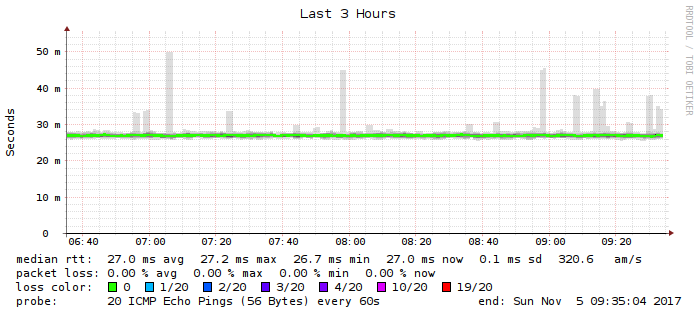 Last 3 Hours
RRDTOOL / TOBI OETIKER
Seconds
50 m
40 m
30 m
20 m
10 m
0
06:40 07:00 07:20 07:40 08:00 08:20 08:40 09:00 09:20
median rtt: 27.0 ms avg 27.2 ms max 26.7 ms min 27.0 ms now 0.1 ms sd 320.6 am/s
packet loss: 0.00 % avg 0.00 % max 0.00 % min 0.00 % now
loss color: 0 1/20 2/20 3/20 4/20 10/20 19/20
probe: 20 ICMP Echo Pings (56 Bytes) every 60s end: Sun Nov 5 09:35:04 2017